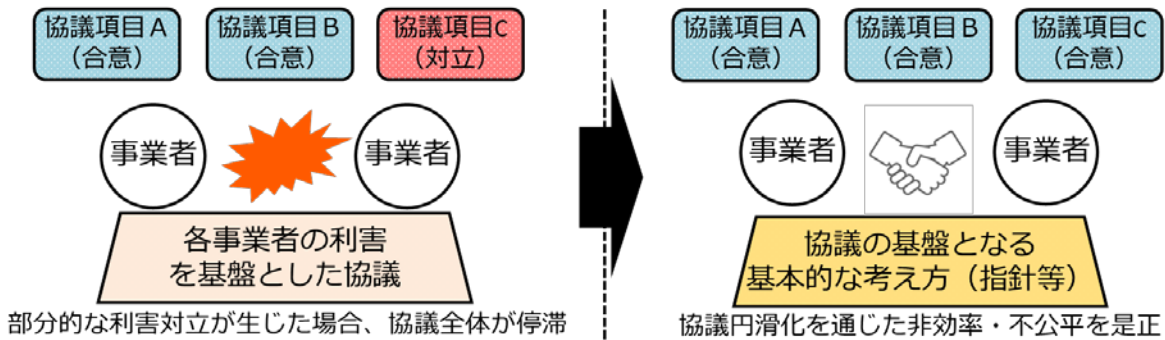 協議項目A
(合意)
協議項目B
(合意)
協議項目C
(対立)
事業者
事業者
各事業者の利害
を基盤とした協議
部分的な利害対立が生じた場合、協議全体が停滞
協議項目A
(合意)
協議項目B
(合意)
協議項目C
(合意)
事業者
事業者
協議の基盤となる
基本的な考え方（指針等）
協議円滑化を通じた非効率・不公平を是正